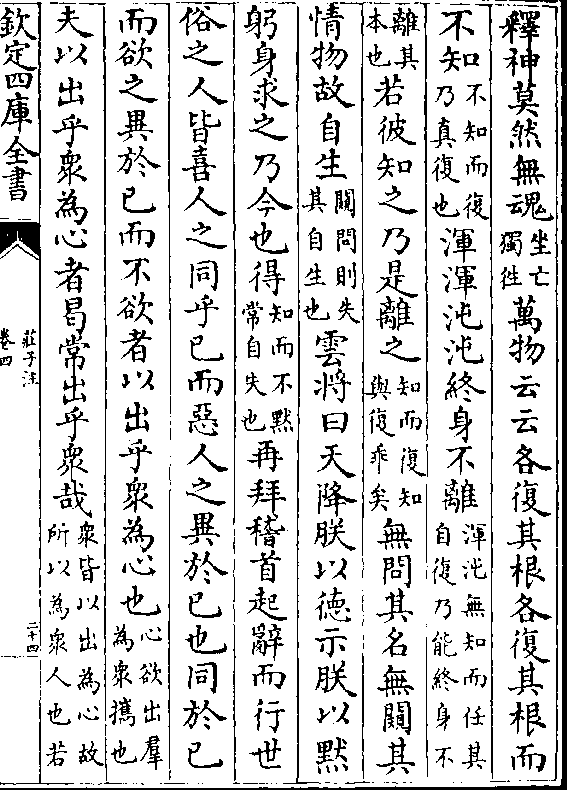 釋神莫然無魂坐亡獨徃萬物云云各復其根各復其根而
不知不知而復乃真復也渾渾沌沌終身不離渾沌無知而任其自復乃能終身不
離其本也若彼知之乃是離之知而復知與復乖矣無問其名無闚其
情物故自生闚問則失其自生也雲將曰天降朕以徳示朕以黙
躬身求之乃今也得知而不黙常自失也再拜稽首起辭而行世
俗之人皆喜人之同乎已而惡人之異於已也同於已
而欲之異於已而不欲者以出乎衆為心也心欲出羣為衆㒞也
夫以出乎衆為心者曷常出乎衆哉衆皆以出為心故所以為衆人也若
欽定四庫全書
莊子注
卷四
二十四